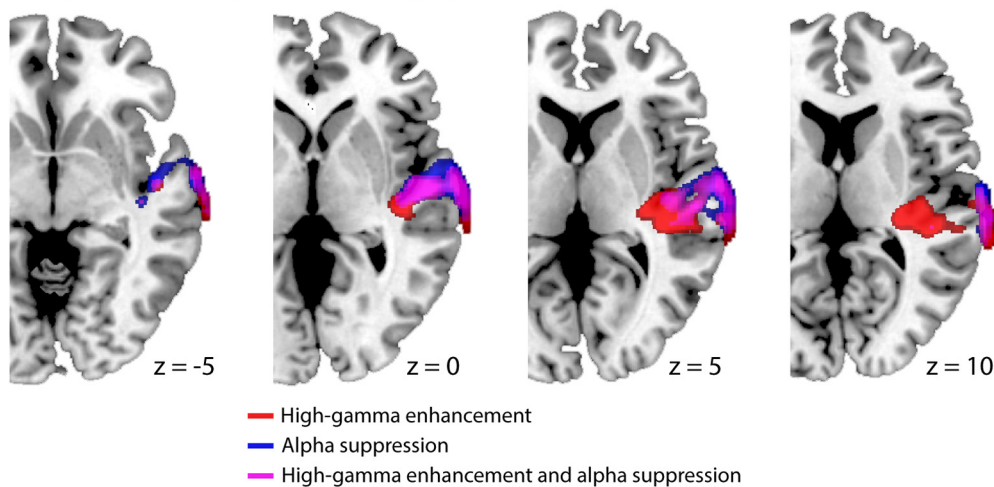 z = -5
z = 0
z = 5
z = 10
High-gamma enhancement
Alpha suppression
High-gamma enhancement and alpha suppression